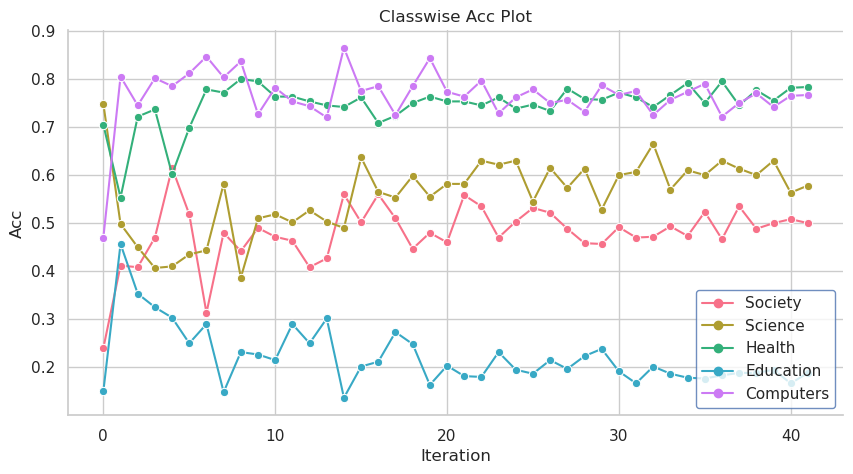 Classwise Acc Plot
0.9
0.8
0.7
0.6
0.5
0.4
0.3
0.2
Acc
0 10 20 30 40
Iteration
Society
Science
Health
Education
Computers